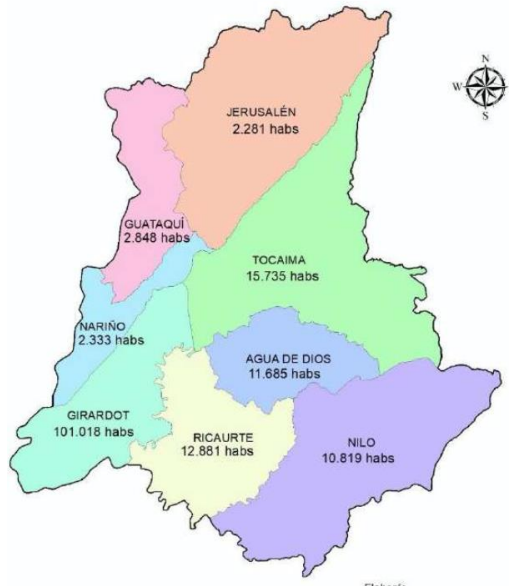 N
W
S
JERUSALÉN
2.281 habs
GUATAQUÍ
2.848 habs
TOCAIMA
15.735 habs
NARIÑO
2.333 habs
AGUA DE DIOS
11.685 habs
GIRARDOT
101.018 habs
RICAURTE
12.881 habs
NILO
10.819 habs